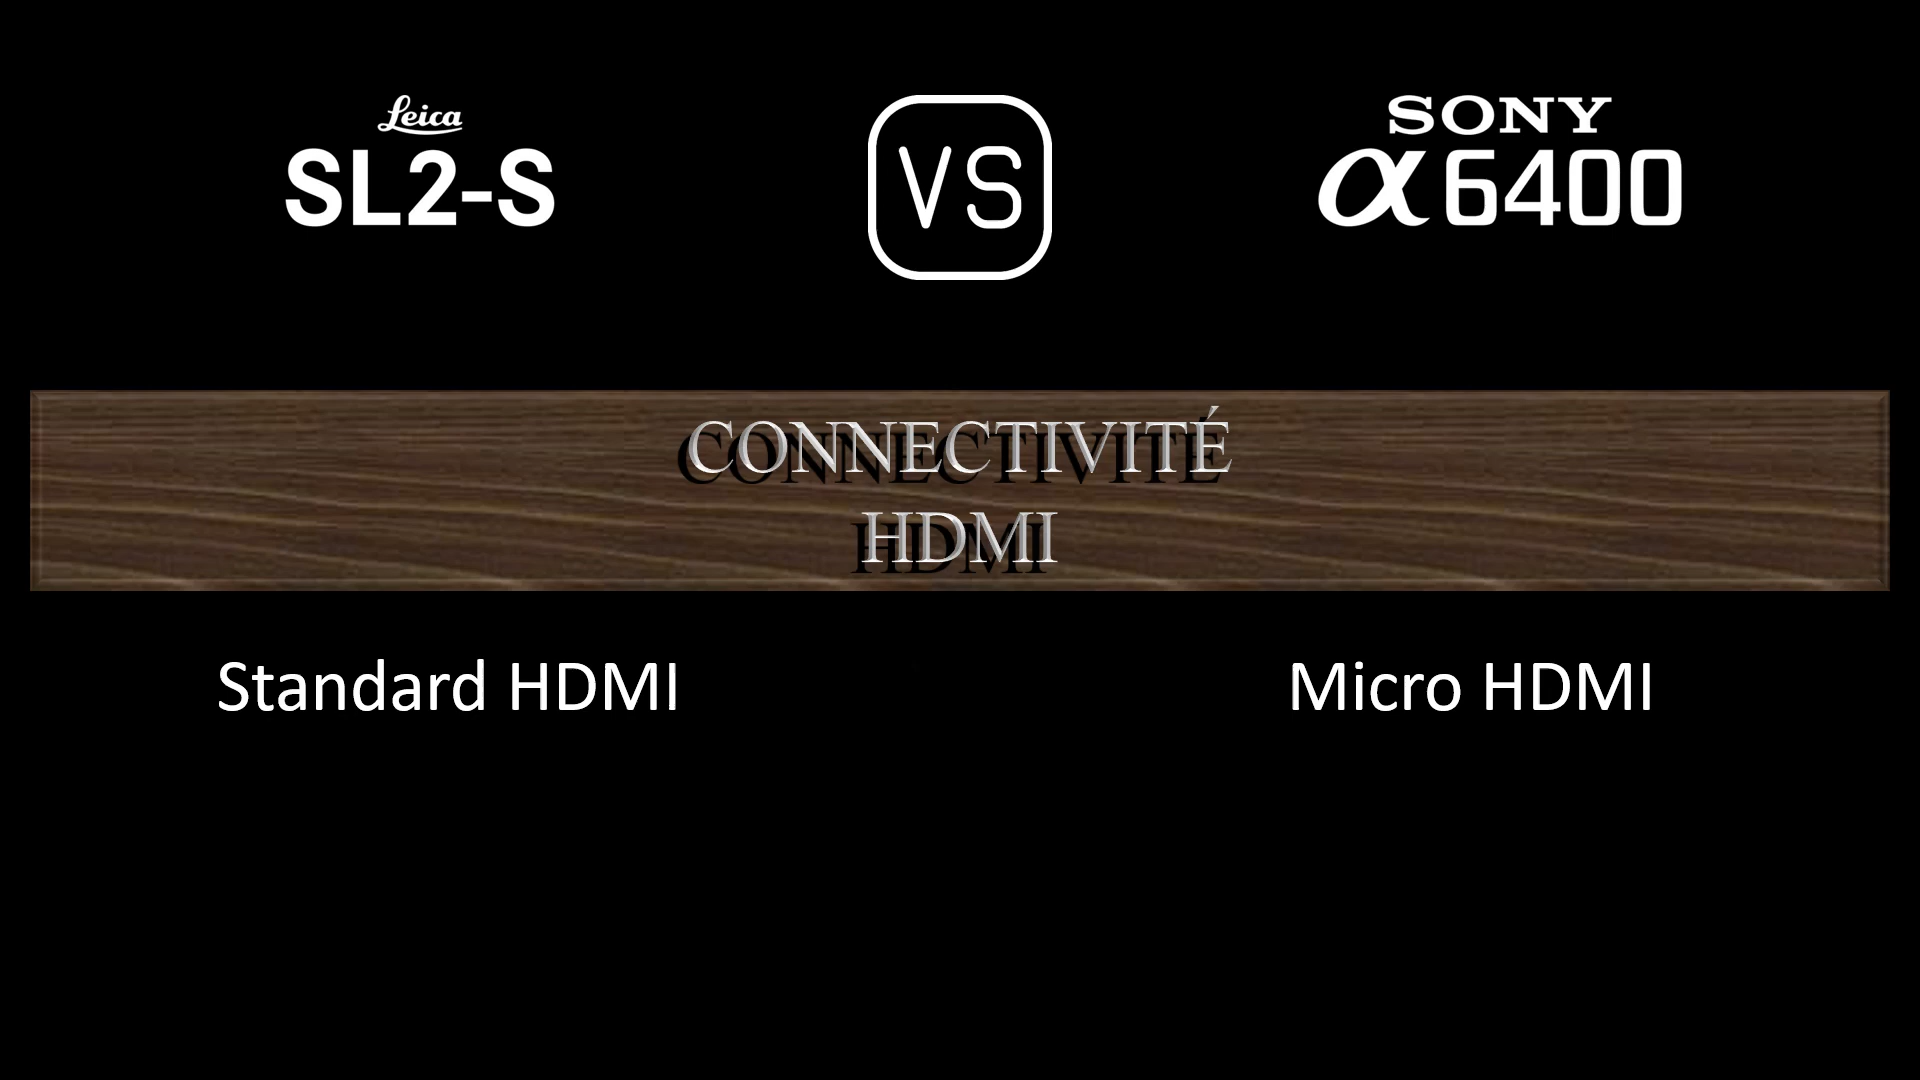 Leica
SL2-S
VS
SONY
α6400
CONNECTIVITÉ
HDMI
Standard HDMI
Micro HDMI